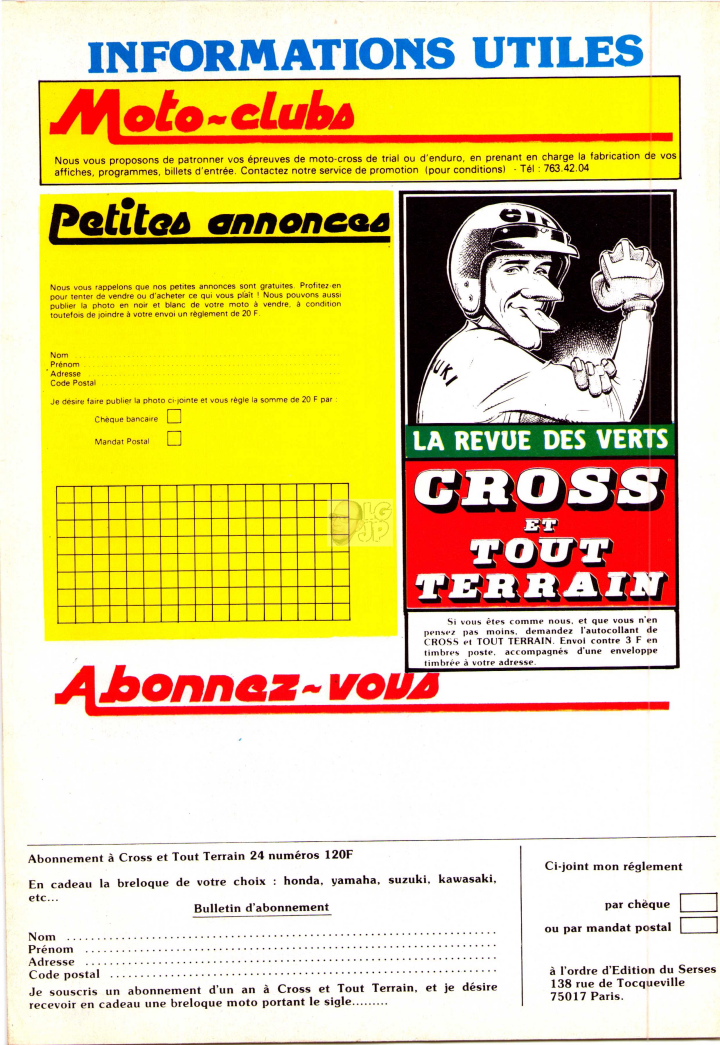 INFORMATIONS UTILES
Moto-clubs
Nous vous proposons de patronner vos épreuves de moto-cross de trial ou d'enduro, en prenant en charge la fabrication de vos
affiches, programmes, billets d'entrée. Contactez notre service de promotion (pour conditions) - Tél : 763.42.04
Petites annonces
Nous vous rappelons que nos petites annonces sont gratuites. Profitez-en
pour tenter de vendre ou d'acheter ce qui vous plaît ! Nous pouvons aussi
publier la photo en noir et blanc de votre moto à vendre, à condition
toutefois de joindre à votre envoi un règlement de 20 F.
Nom
Prénom
Adresse
Code Postal
Je désire faire publier la photo ci-jointe et vous règle la somme de 20 F par :
Chèque bancaire
Mandat Postal
LG
JP
UKI
LA REVUE DES VERTS
CROSS
ET
TOUT
TERRAIN
Si vous êtes comme nous, et que vous n'en
pensez pas moins, demandez l'autocollant de
CROSS et TOUT TERRAIN. Envoi contre 3 F en
timbres poste, accompagnés d'une enveloppe
timbrée à votre adresse.
Abonnez-vous
Abonnement à Cross et Tout Terrain 24 numéros 120F
En cadeau la breloque de votre choix : honda, yamaha, suzuki, kawasaki,
etc...
Bulletin d'abonnement
Nom
Prénom
Adresse
Code postal
Je souscris un abonnement d'un an à Cross et Tout Terrain, et je désire
recevoir en cadeau une breloque moto portant le sigle.........
Ci-joint mon réglement
par chèque
ou par mandat postal
à l'ordre d'Edition du Serses
138 rue de Tocqueville
75017 Paris.